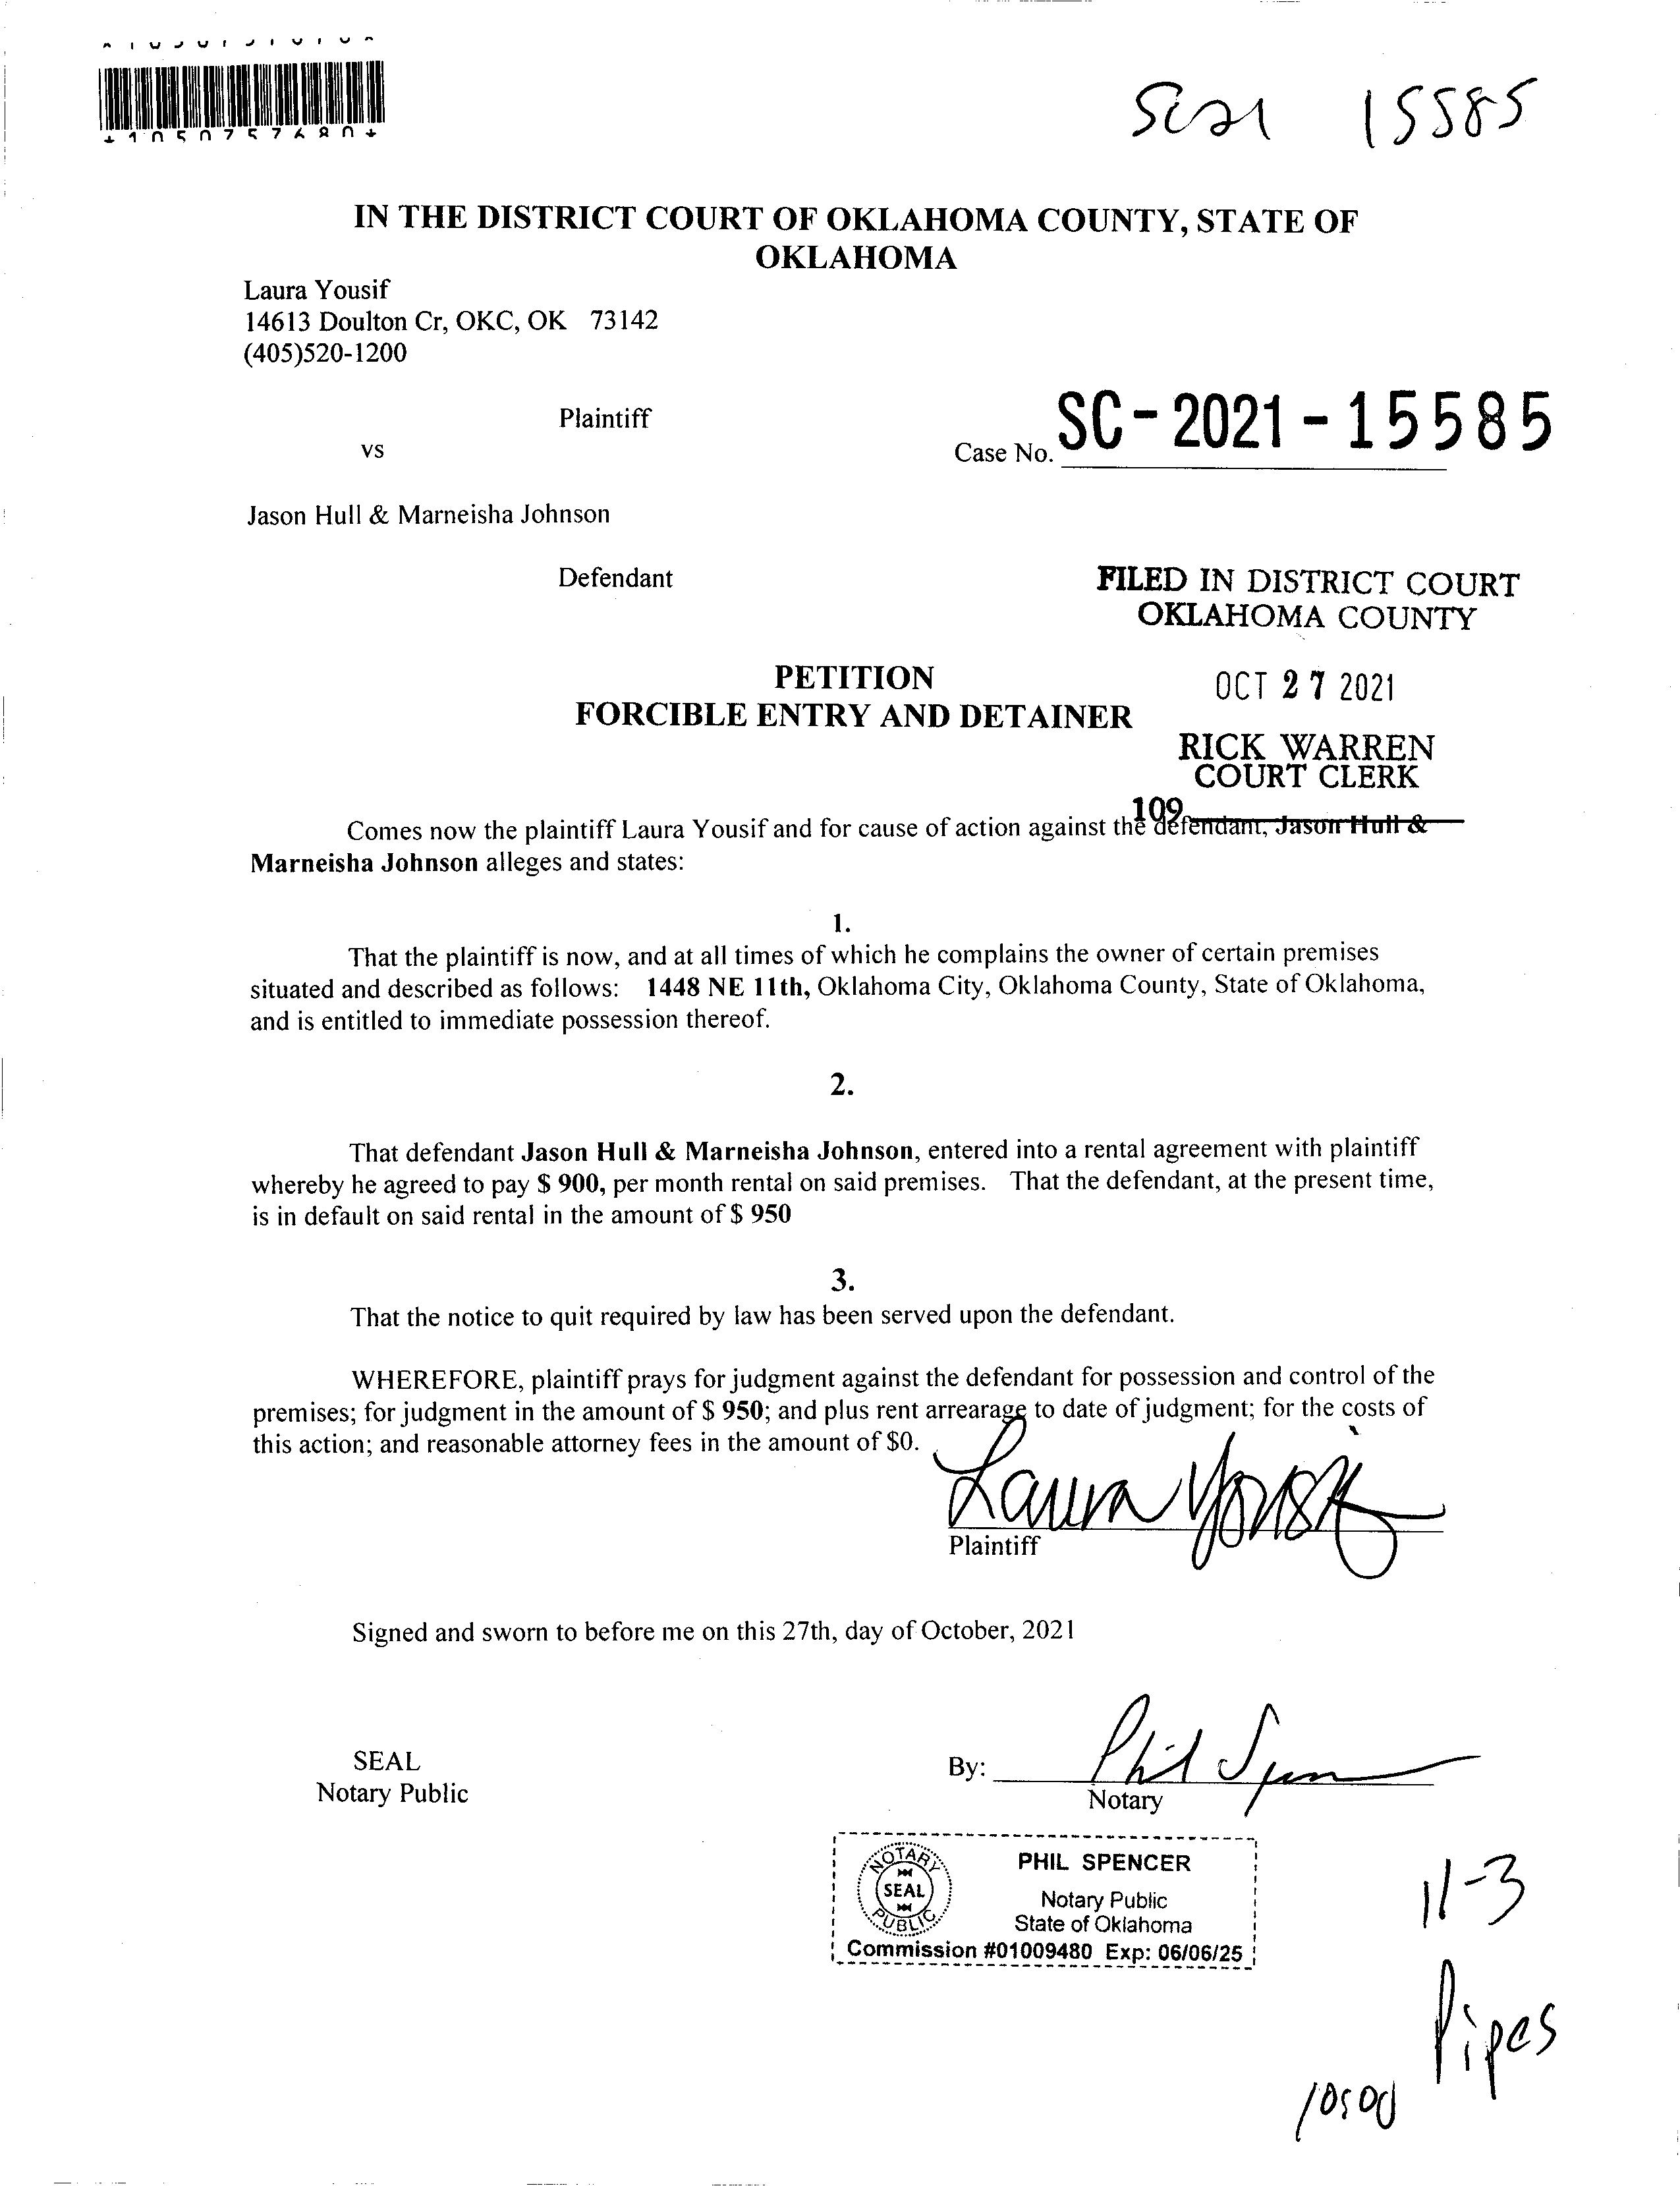 SC21 15585
IN THE DISTRICT COURT OF OKLAHOMA COUNTY, STATE OF
OKLAHOMA
Laura Yousif
14613 Doulton Cr, OKC, OK 73142
(405)520-1200
Plaintiff
vs
Case No. SC-2021-15585
Jason Hull & Marneisha Johnson
Defendant
FILED IN DISTRICT COURT
OKLAHOMA COUNTY
PETITION
OCT 27 2021
FORCIBLE ENTRY AND DETAINER
RICK WARREN
COURT CLERK
109
Comes now the plaintiff Laura Yousif and for cause of action against the defendant, Jason Hull &
Marneisha Johnson alleges and states:
1.
That the plaintiff is now, and at all times of which he complains the owner of certain premises
situated and described as follows: 1448 NE 11th, Oklahoma City, Oklahoma County, State of Oklahoma,
and is entitled to immediate possession thereof.
2.
That defendant Jason Hull & Marneisha Johnson, entered into a rental agreement with plaintiff
whereby he agreed to pay $ 900, per month rental on said premises. That the defendant, at the present time,
is in default on said rental in the amount of $ 950
3.
That the notice to quit required by law has been served upon the defendant.
WHEREFORE, plaintiff prays for judgment against the defendant for possession and control of the
premises; for judgment in the amount of $ 950; and plus rent arrearage to date of judgment; for the costs of
this action; and reasonable attorney fees in the amount of $0.
Laura Yousif
Plaintiff
Signed and sworn to before me on this 27th, day of October, 2021
SEAL
Notary Public
By: Phil Spencer
Notary
NOTARY
SEAL
PUBLIC
PHIL SPENCER
Notary Public
State of Oklahoma
Commission #01009480 Exp: 06/06/25
11-3
Pipes